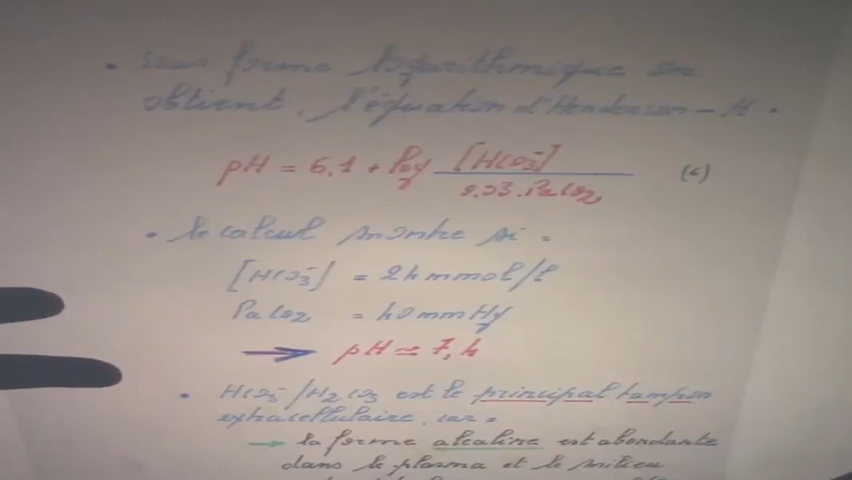 • sous forme logarithmique on
obtient, l'équation d'Henderson-H.
pH = 6,1 + log [HCO3-] / 0.03.PaCO2 (6)
• le calcul montre si :
[HCO3-] = 24 mmol/l
PaCO2 = 40 mmHg
→ pH ≃ 7,4
• HCO3-/H2CO3 est le principal tampon
extracellulaire, car :
→ la forme alcaline est abondante
dans le plasma et le milieu